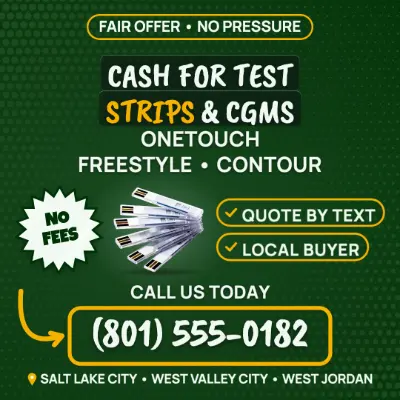 FAIR OFFER • NO PRESSURE
CASH FOR TEST
STRIPS & CGMS
ONETOUCH
FREESTYLE • CONTOUR
NO
FEES
QUOTE BY TEXT
LOCAL BUYER
CALL US TODAY
(801) 555-0182
SALT LAKE CITY • WEST VALLEY CITY • WEST JORDAN